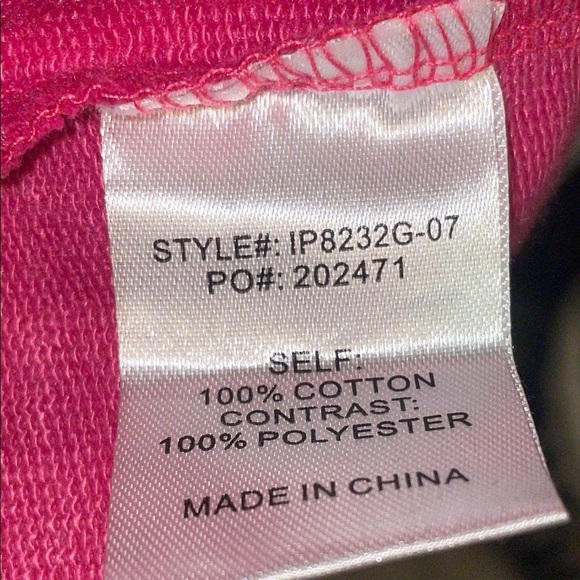 STYLE#: IP8232G-07
PO#: 202471
SELF:
100% COTTON
CONTRAST:
100% POLYESTER
MADE IN CHINA